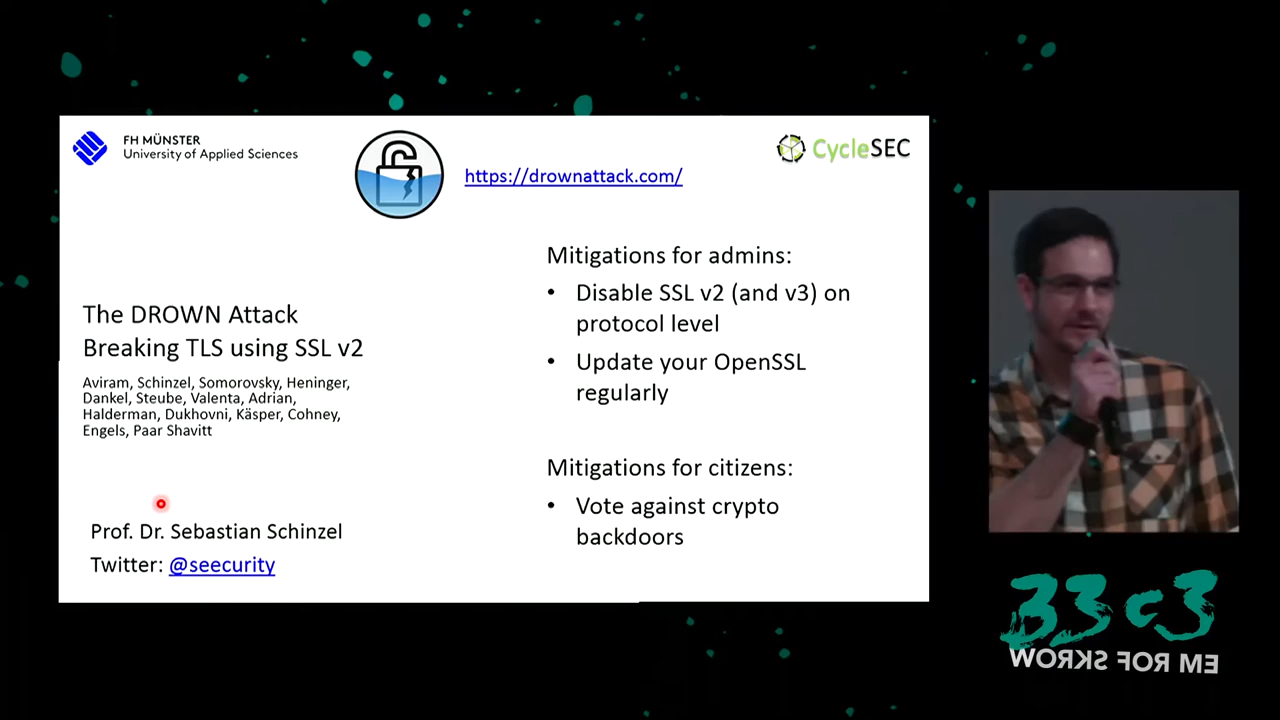 FH MÜNSTER
University of Applied Sciences
https://drownattack.com/
CycleSEC
The DROWN Attack
Breaking TLS using SSL v2
Aviram, Schinzel, Somorovsky, Heninger,
Dankel, Steube, Valenta, Adrian,
Halderman, Dukhovni, Käsper, Cohney,
Engels, Paar Shavitt
Prof. Dr. Sebastian Schinzel
Twitter: @seecurity
Mitigations for admins:
• Disable SSL v2 (and v3) on
protocol level
• Update your OpenSSL
regularly
Mitigations for citizens:
• Vote against crypto
backdoors
33c3
WORKS FOR ME